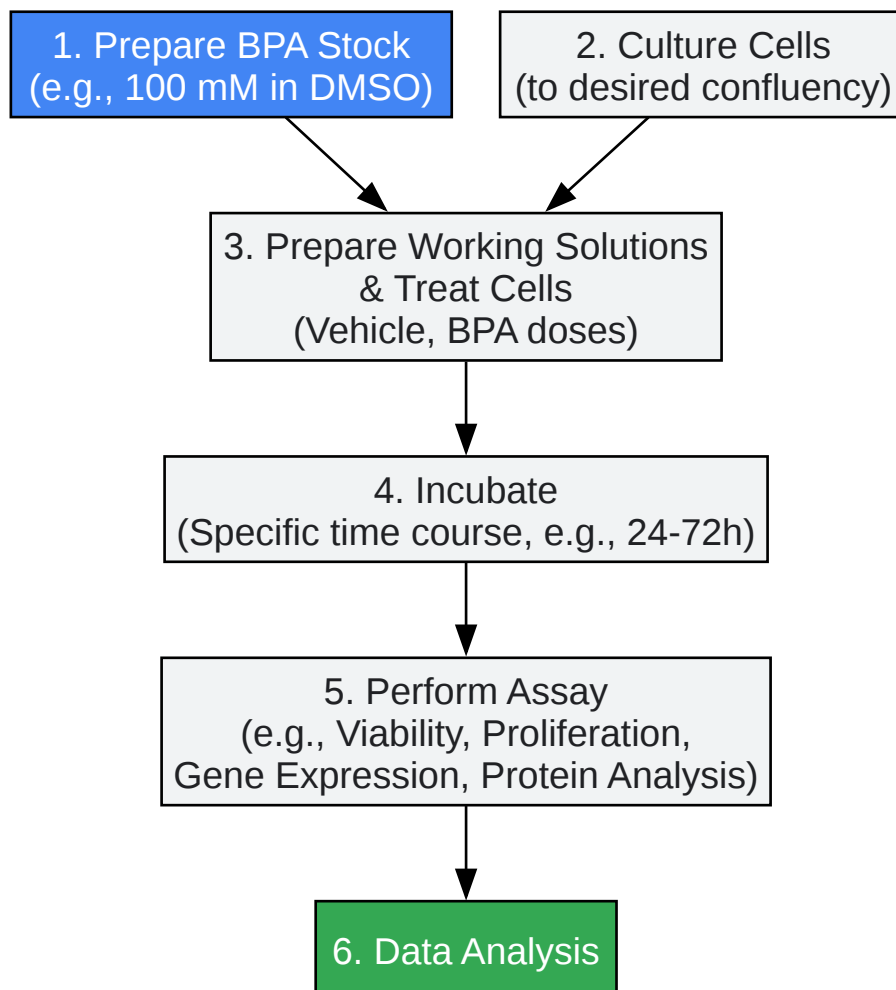 1. Prepare BPA Stock
(e.g., 100 mM in DMSO)
2. Culture Cells
(to desired confluency)
3. Prepare Working Solutions
& Treat Cells
(Vehicle, BPA doses)
4. Incubate
(Specific time course, e.g., 24-72h)
5. Perform Assay
(e.g., Viability, Proliferation,
Gene Expression, Protein Analysis)
6. Data Analysis